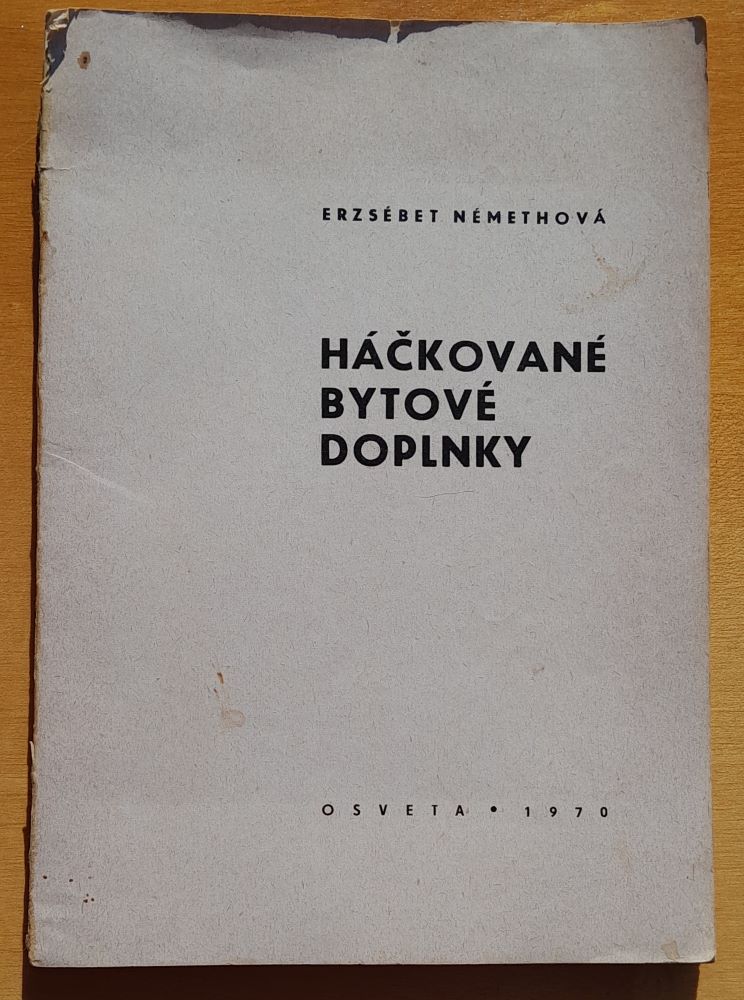 ERZSÉBET NÉMETHOVÁ
HÁČKOVANÉ
BYTOVÉ
DOPLNKY
OSVETA • 1970